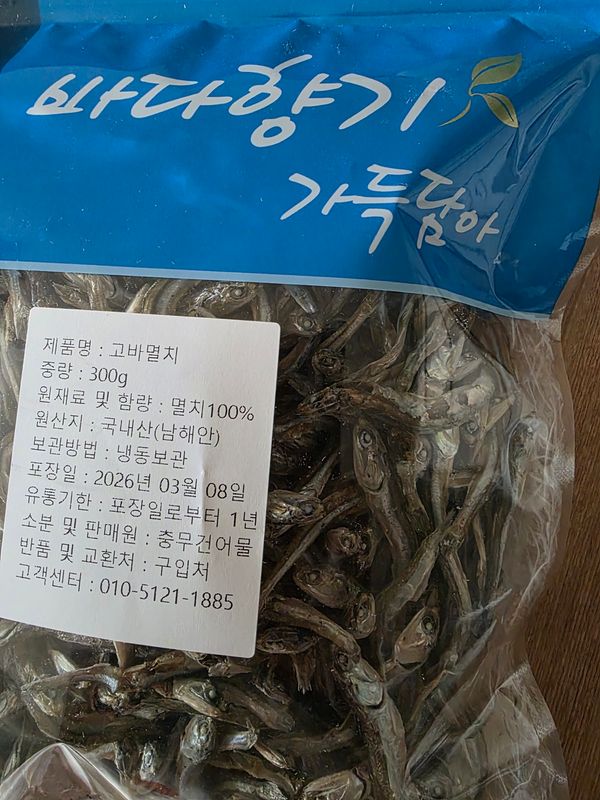 바다향기
가득담아
제품명 : 고바멸치
중량 : 300g
원재료 및 함량 : 멸치100%
원산지 : 국내산(남해안)
보관방법 : 냉동보관
포장일 : 2026년 03월 08일
유통기한 : 포장일로부터 1년
소분 및 판매원 : 충무건어물
반품 및 교환처 : 구입처
고객센터 : 010-5121-1885